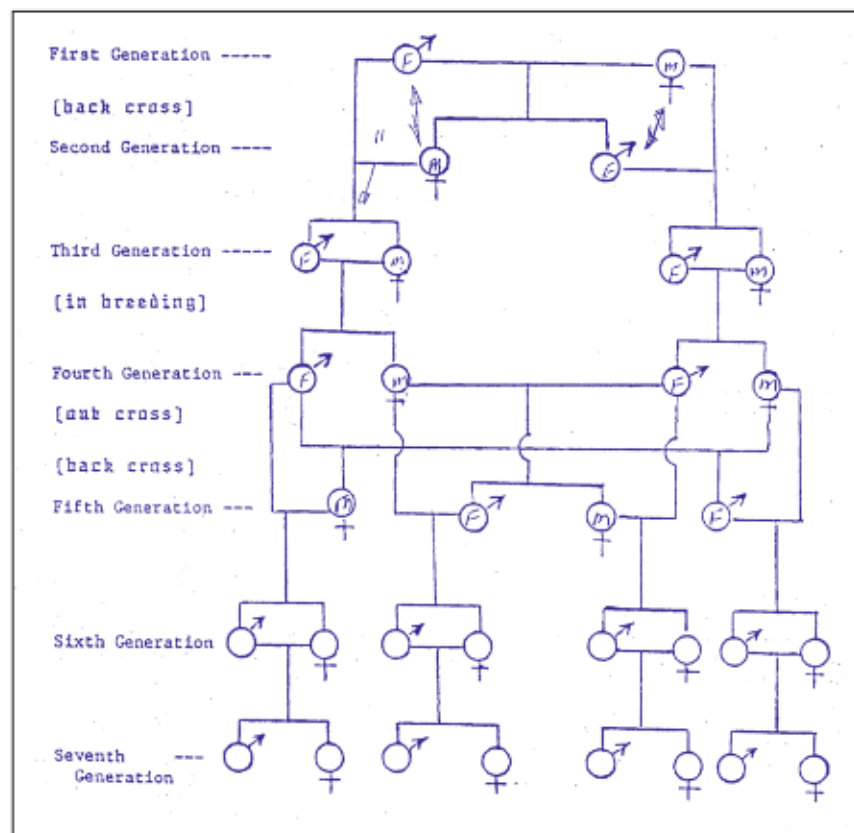 First Generation -----
F m
[back cross]
Second Generation ----
" m F
Third Generation -----
F m F m
[in breeding]
Fourth Generation ---
F m F m
[out cross]
[back cross]
Fifth Generation ---
m F m F
Sixth Generation
Seventh ---
Generation